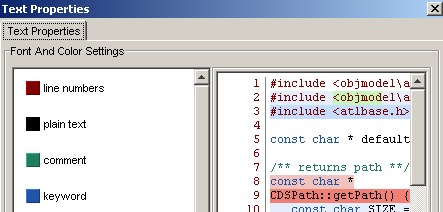 Text Properties
Text Properties
Font And Color Settings
line numbers
plain text
comment
keyword
1 #include <objmodel\a
2 #include <objmod\a
3 #include <atlbase.h>
4
5 const char * default
6
7 /** returns path **/
8 const char *
9 CDSPath::getPath() {
10 const char SIZE =